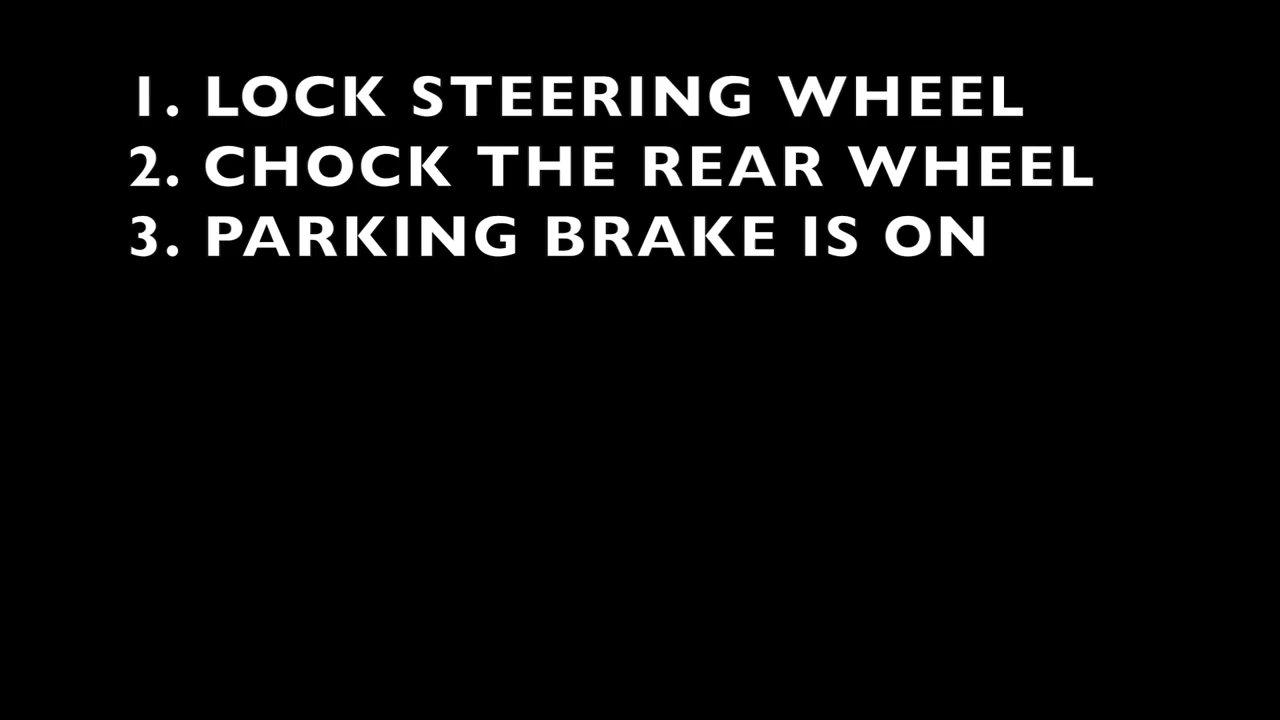 1. LOCK STEERING WHEEL
2. CHOCK THE REAR WHEEL
3. PARKING BRAKE IS ON